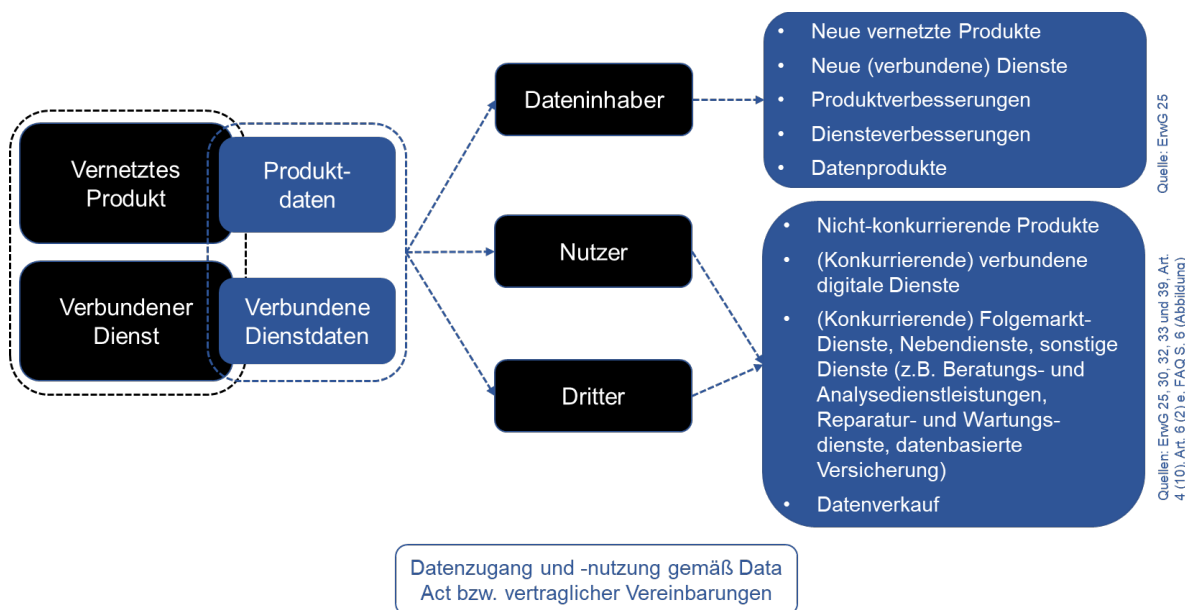 Vernetztes
Produkt
Produkt-
daten
Verbundener
Dienst
Verbundene
Dienstdaten
Dateninhaber
Nutzer
Dritter
• Neue vernetzte Produkte
• Neue (verbundene) Dienste
• Produktverbesserungen
• Diensteverbesserungen
• Datenprodukte
Quelle: ErwG 25
• Nicht-konkurrierende Produkte
• (Konkurrierende) verbundene
digitale Dienste
• (Konkurrierende) Folgemarkt-
Dienste, Nebendienste, sonstige
Dienste (z.B. Beratungs- und
Analysedienstleistungen,
Reparatur- und Wartungs-
dienste, datenbasierte
Versicherung)
• Datenverkauf
Quellen: ErwG 25, 30, 32, 33 und 39, Art.
4 (10), Art. 6 (2) e, FAQ S. 6 (Abbildung)
Datenzugang und -nutzung gemäß Data
Act bzw. vertraglicher Vereinbarungen